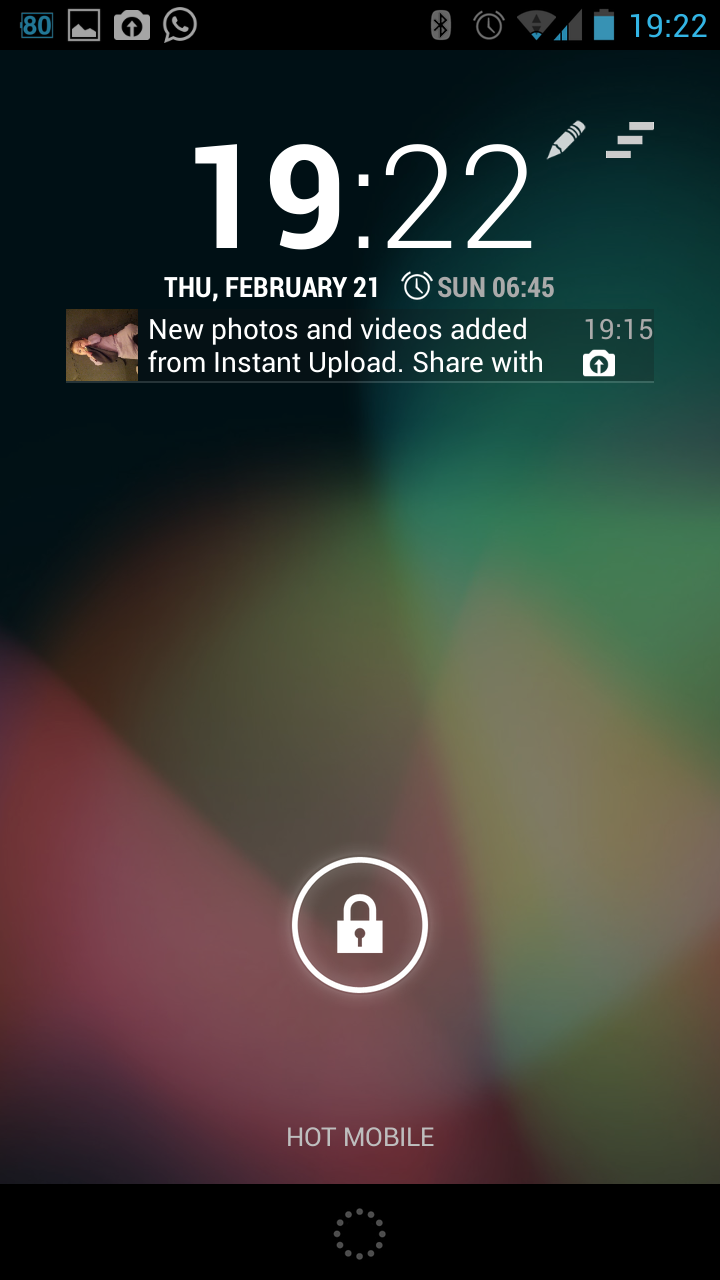 80
19:22
19:22
THU, FEBRUARY 21 SUN 06:45
New photos and videos added 19:15
from Instant Upload. Share with
HOT MOBILE